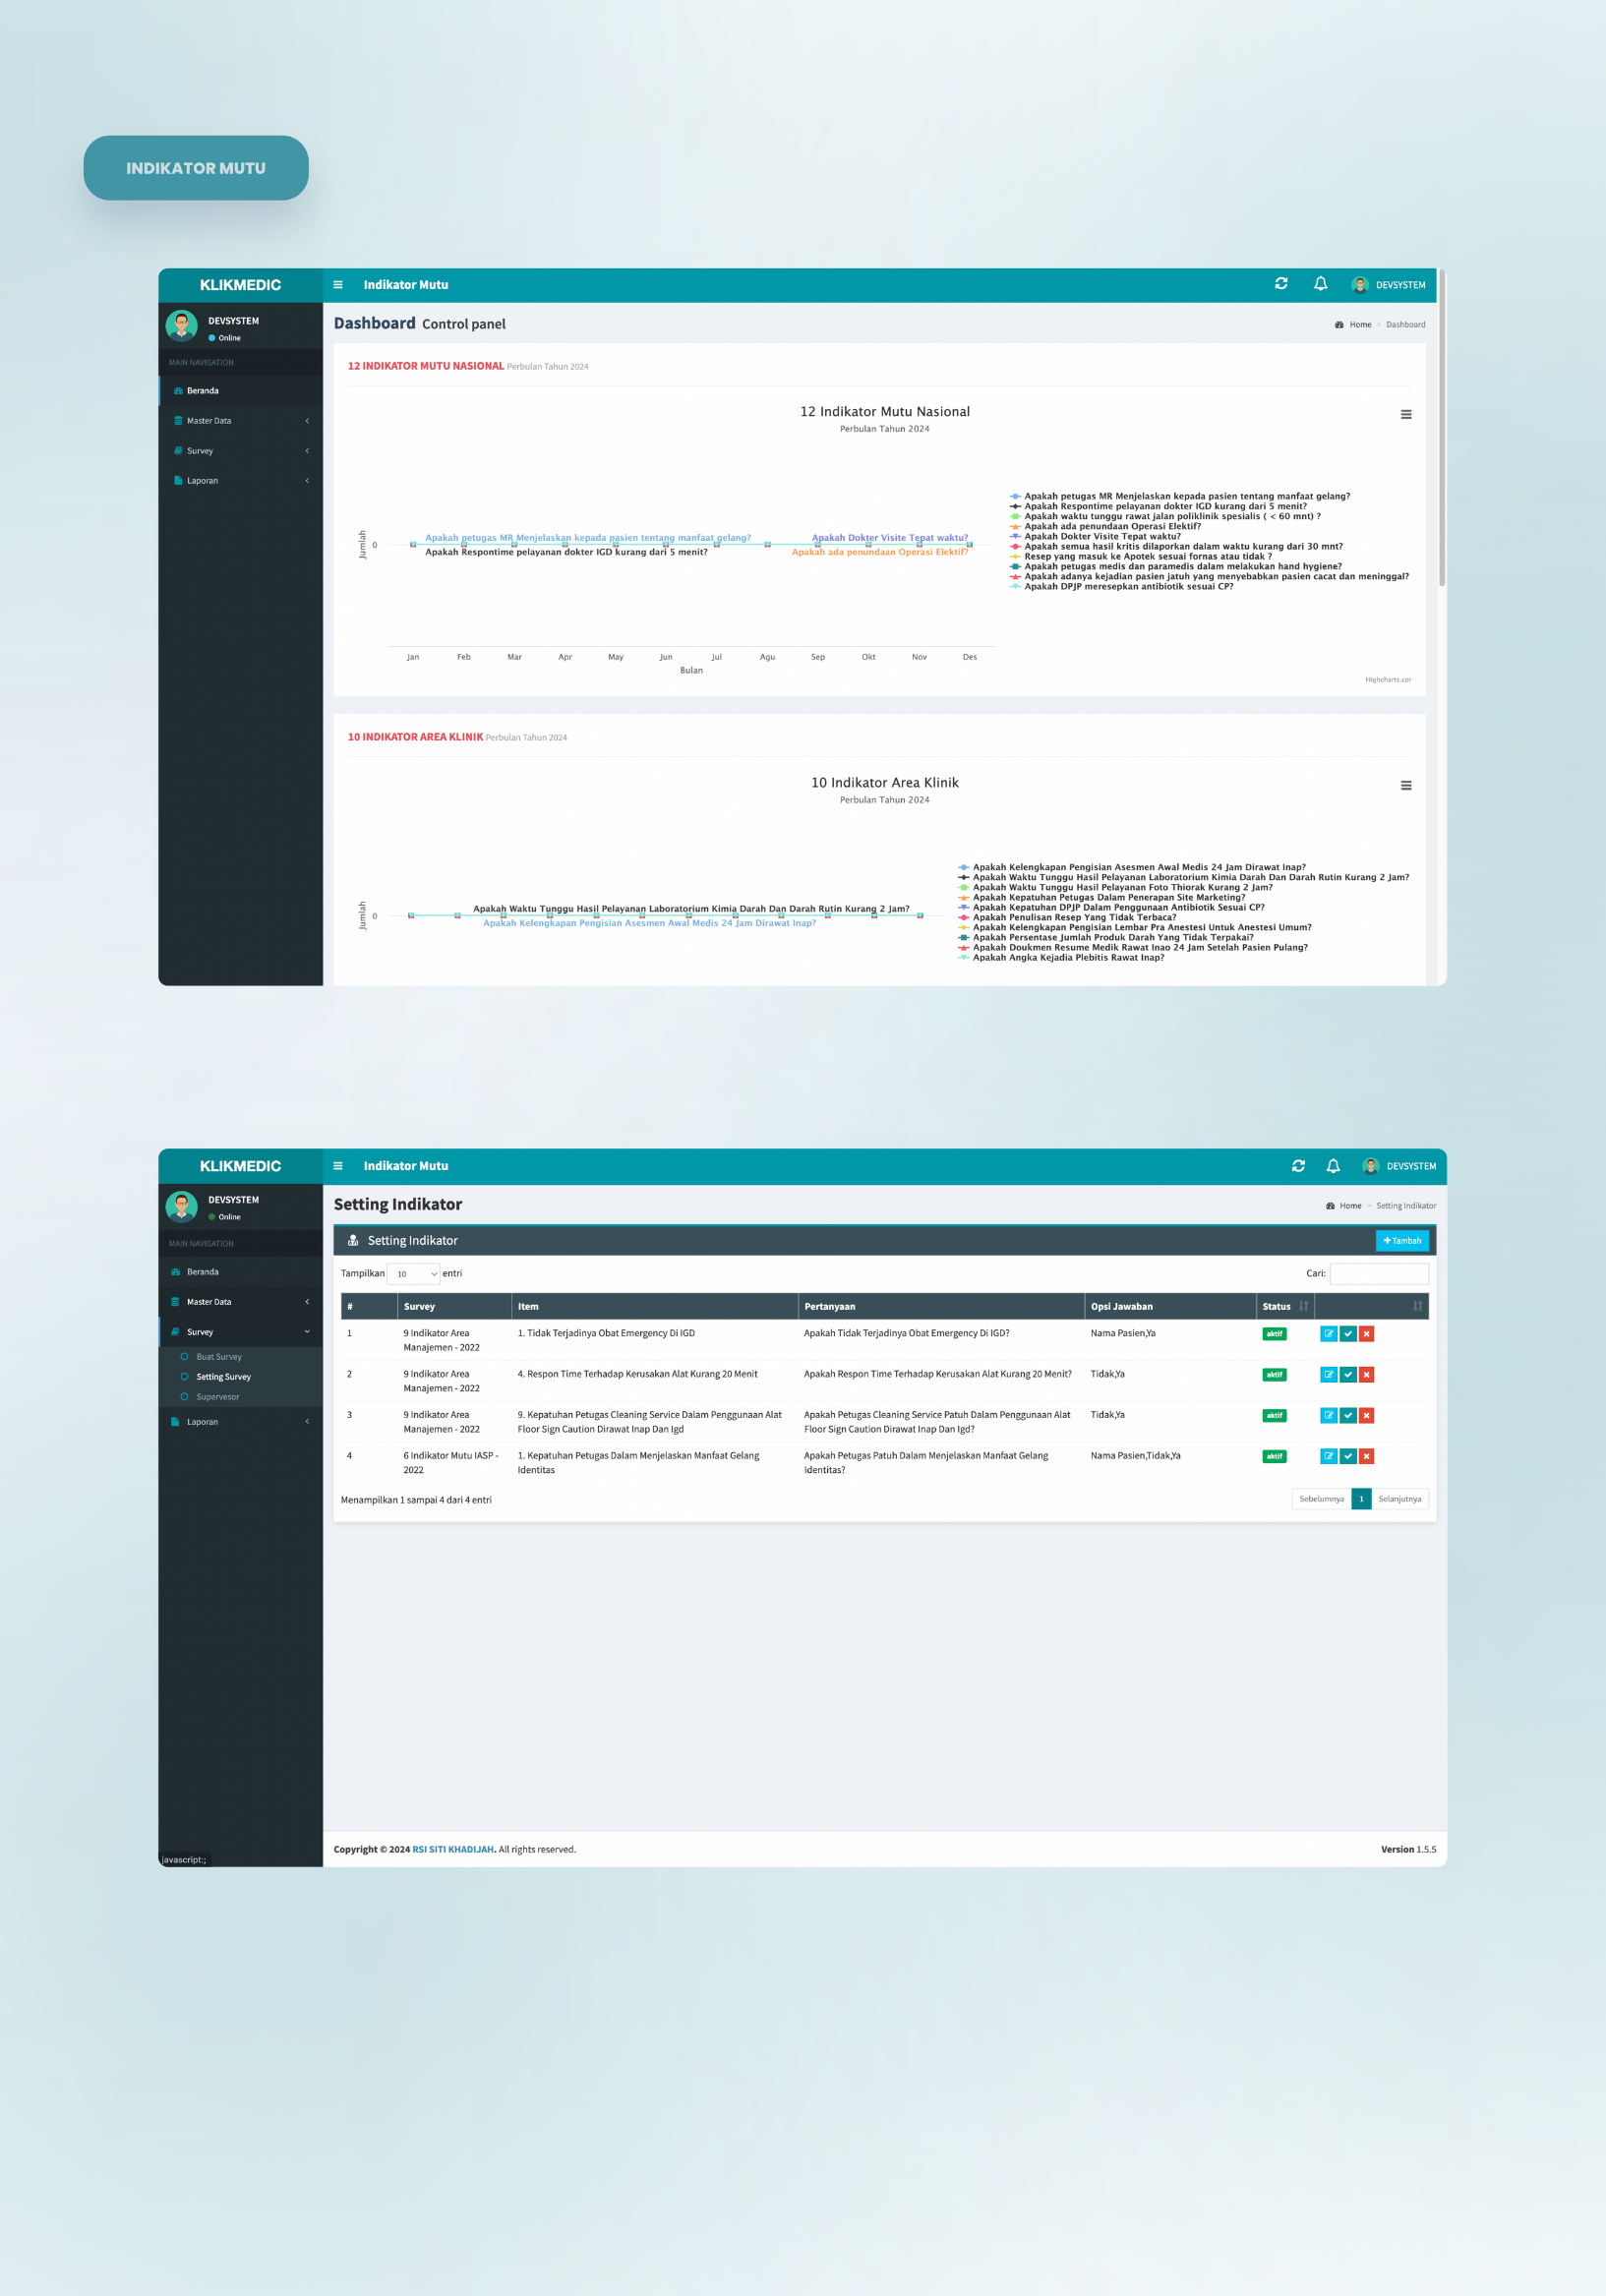 INDIKATOR MUTU
KLIKMEDIC
Indikator Mutu
DEVSYSTEM
DEVSYSTEM
Online
MAIN NAVIGATION
Beranda
Master Data
Survey
Laporan
Dashboard Control panel
Home > Dashboard
12 INDIKATOR MUTU NASIONAL Perbulan Tahun 2024
12 Indikator Mutu Nasional
Perbulan Tahun 2024
Jumlah
0
Apakah petugas MR Menjelaskan kepada pasien tentang manfaat gelang?
Apakah Dokter Visite Tepat waktu?
Apakah Respontime pelayanan dokter IGD kurang dari 5 menit?
Apakah ada penundaan Operasi Elektif?
Apakah petugas MR Menjelaskan kepada pasien tentang manfaat gelang?
Apakah Respontime pelayanan dokter IGD kurang dari 5 menit?
Apakah waktu tunggu rawat jalan poliklinik spesialis ( < 60 mnt) ?
Apakah ada penundaan Operasi Elektif?
Apakah Dokter Visite Tepat waktu?
Apakah semua hasil kritis dilaporkan dalam waktu kurang dari 30 mnt?
Resep yang masuk ke Apotek sesuai fornas atau tidak ?
Apakah petugas medis dan paramedis dalam melakukan hand hygiene?
Apakah adanya kejadian pasien jatuh yang menyebabkan pasien cacat dan meninggal?
Apakah DPJP meresepkan antibiotik sesuai CP?
Jan Feb Mar Apr May Jun Jul Agu Sep Okt Nov Des
Bulan
Highcharts.cor
10 INDIKATOR AREA KLINIK Perbulan Tahun 2024
10 Indikator Area Klinik
Perbulan Tahun 2024
Jumlah
0
Apakah Waktu Tunggu Hasil Pelayanan Laboratorium Kimia Darah Dan Darah Rutin Kurang 2 Jam?
Apakah Kelengkapan Pengisian Asesmen Awal Medis 24 Jam Dirawat Inap?
Apakah Kelengkapan Pengisian Asesmen Awal Medis 24 Jam Dirawat Inap?
Apakah Waktu Tunggu Hasil Pelayanan Laboratorium Kimia Darah Dan Darah Rutin Kurang 2 Jam?
Apakah Waktu Tunggu Hasil Pelayanan Foto Thiorak Kurang 2 Jam?
Apakah Kepatuhan Petugas Dalam Penerapan Site Marketing?
Apakah Kepatuhan DPJP Dalam Penggunaan Antibiotik Sesuai CP?
Apakah Penulisan Resep Yang Tidak Terbaca?
Apakah Kelengkapan Pengisian Lembar Pra Anestesi Untuk Anestesi Umum?
Apakah Persentase Jumlah Produk Darah Yang Tidak Terpakai?
Apakah Doukmen Resume Medik Rawat Inao 24 Jam Setelah Pasien Pulang?
Apakah Angka Kejadia Plebitis Rawat Inap?
KLIKMEDIC
Indikator Mutu
DEVSYSTEM
DEVSYSTEM
Online
MAIN NAVIGATION
Beranda
Master Data
Survey
Buat Survey
Setting Survey
Supervesor
Laporan
javascript:;
Setting Indikator
Home > Setting Indikator
Setting Indikator
+Tambah
Tampilkan 10 entri
Cari:
# Survey Item Pertanyaan Opsi Jawaban Status
1 9 Indikator Area 1. Tidak Terjadinya Obat Emergency Di IGD Apakah Tidak Terjadinya Obat Emergency Di IGD? Nama Pasien,Ya aktif
Manajemen - 2022
2 9 Indikator Area 4. Respon Time Terhadap Kerusakan Alat Kurang 20 Menit Apakah Respon Time Terhadap Kerusakan Alat Kurang 20 Menit? Tidak,Ya aktif
Manajemen - 2022
3 9 Indikator Area 9. Kepatuhan Petugas Cleaning Service Dalam Penggunaan Alat Apakah Petugas Cleaning Service Patuh Dalam Penggunaan Alat Tidak,Ya aktif
Manajemen - 2022 Floor Sign Caution Dirawat Inap Dan Igd Floor Sign Caution Dirawat Inap Dan Igd?
4 6 Indikator Mutu IASP - 1. Kepatuhan Petugas Dalam Menjelaskan Manfaat Gelang Apakah Petugas Patuh Dalam Menjelaskan Manfaat Gelang Nama Pasien,Tidak,Ya aktif
2022 Identitas Identitas?
Menampilkan 1 sampai 4 dari 4 entri
Sebelumnya 1 Selanjutnya
Copyright © 2024 RSI SITI KHADIJAH. All rights reserved.
Version 1.5.5